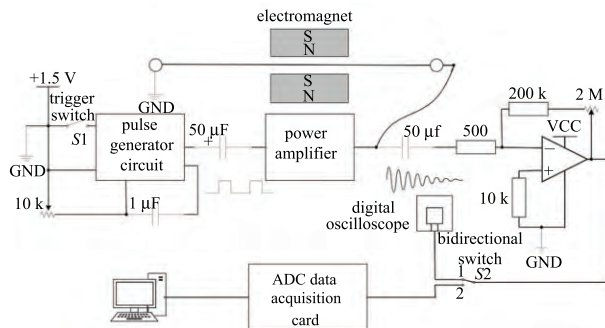 electromagnet
S
N
S
N
+1.5 V
trigger
switch
S1
GND
pulse
generator
circuit
50 μF
+
power
amplifier
50 μf
500
200 k
2 M
VCC
−
+
GND
10 k
1 μF
10 k
digital
oscilloscope
bidirectional
switch
GND
1
S2
2
ADC data
acquisition
card